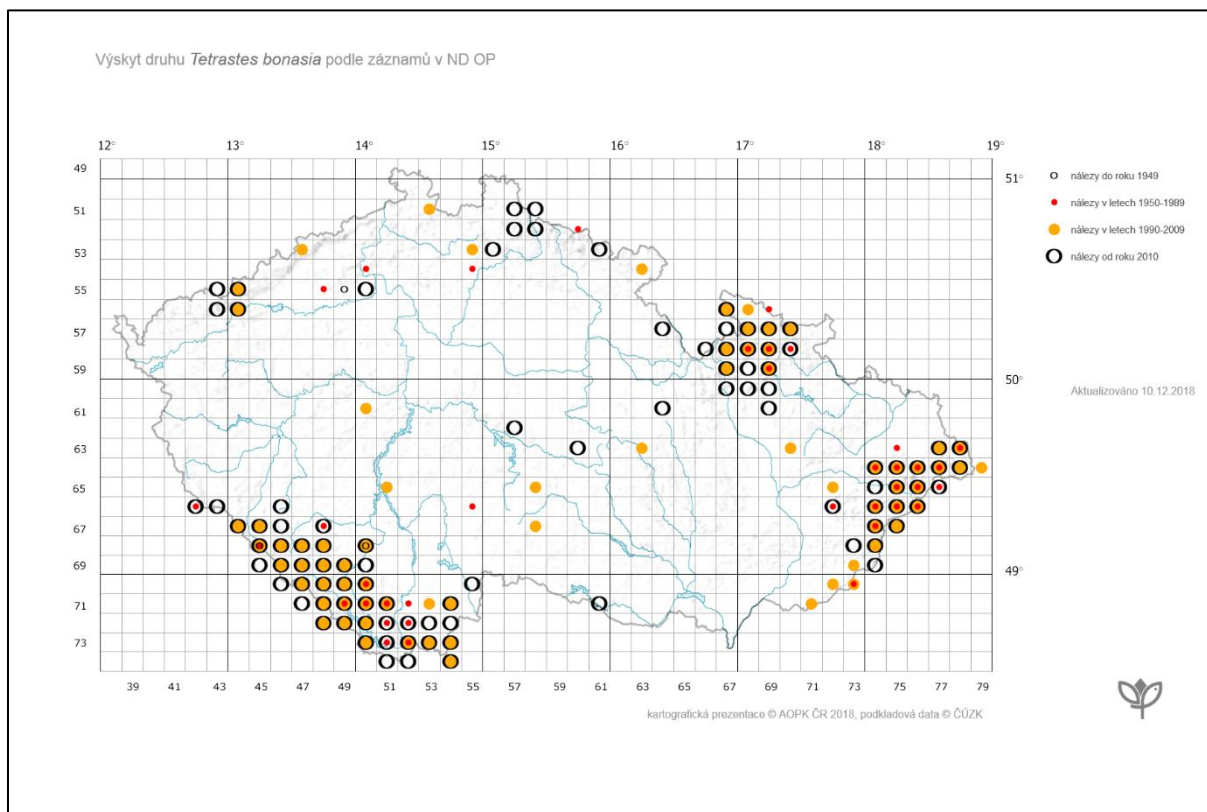 Výskyt druhu Tetrastes bonasia podle záznamů v ND OP
12° 13° 14° 15° 16° 17° 18° 19°
49
51°
nálezy do roku 1949
51
nálezy v letech 1950-1989
53
nálezy v letech 1990-2009
nálezy od roku 2010
55
57
59
50°
Aktualizováno 10.12.2018
61
63
65
67
69
49°
71
73
39 41 43 45 47 49 51 53 55 57 59 61 63 65 67 69 71 73 75 77 79
kartografická prezentace © AOPK ČR 2018, podkladová data © ČÚZK